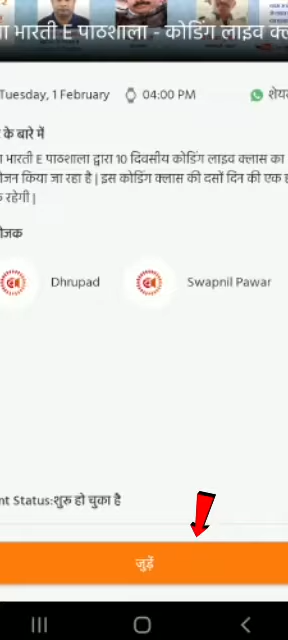 ा भारती E पाठशाला - कोडिंग लाइव क्ल
Tuesday, 1 February 04:00 PM शेयर
के बारे में
ा भारती E पाठशाला द्वारा 10 दिवसीय कोडिंग लाइव क्लास का
योजन किया जा रहा है | इस कोडिंग क्लास की दसों दिन की एक ह
क रहेगी |
योजक
Dhrupad Swapnil Pawar
nt Status:शुरू हो चुका है
जुड़ें